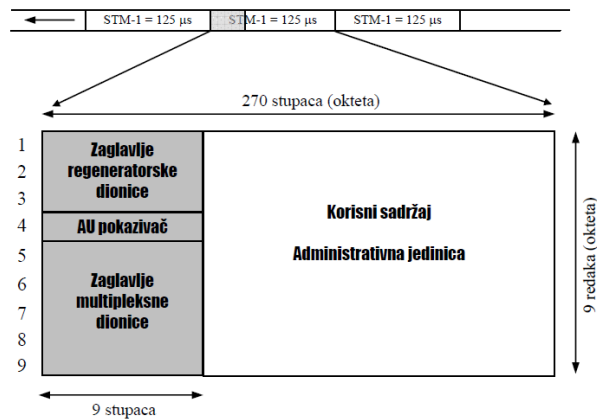 STM-1 = 125 µs STM-1 = 125 µs STM-1 = 125 µs
270 stupaca (okteta)
1
2
3
4
5
6
7
8
9
Zaglavlje
regeneratorske
dionice
AU pokazivač
Zaglavlje
multipleksne
dionice
Korisni sadržaj
Administrativna jedinica
9 redaka (okteta)
9 stupaca